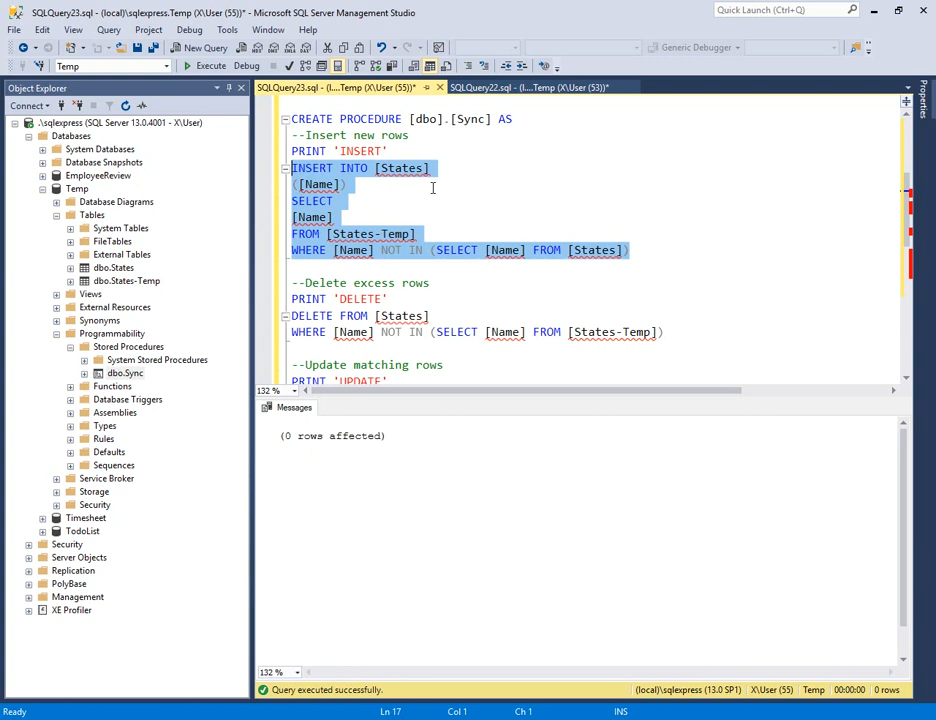 SQLQuery23.sql - (local)\sqlexpress.Temp (X\User (55))* - Microsoft SQL Server Management Studio
Quick Launch (Ctrl+Q)
File Edit View Query Project Debug Tools Window Help
New Query
Generic Debugger
Temp
Execute Debug
Object Explorer
SQLQuery23.sql - (l....Temp (X\User (55))*
SQLQuery22.sql - (l....Temp (X\User (53))*
Properties
Connect
.\sqlexpress (SQL Server 13.0.4001 - X\User)
Databases
System Databases
Database Snapshots
EmployeeReview
Temp
Database Diagrams
Tables
System Tables
FileTables
External Tables
dbo.States
dbo.States-Temp
Views
External Resources
Synonyms
Programmability
Stored Procedures
System Stored Procedures
dbo.Sync
Functions
Database Triggers
Assemblies
Types
Rules
Defaults
Sequences
Service Broker
Storage
Security
Timesheet
TodoList
Security
Server Objects
Replication
PolyBase
Management
XE Profiler
CREATE PROCEDURE [dbo].[Sync] AS
--Insert new rows
PRINT 'INSERT'
INSERT INTO [States]
([Name])
SELECT
[Name]
FROM [States-Temp]
WHERE [Name] NOT IN (SELECT [Name] FROM [States])
--Delete excess rows
PRINT 'DELETE'
DELETE FROM [States]
WHERE [Name] NOT IN (SELECT [Name] FROM [States-Temp])
--Update matching rows
PRINT 'UPDATE'
132 %
Messages
(0 rows affected)
132 %
Query executed successfully.
(local)\sqlexpress (13.0 SP1) X\User (55) Temp 00:00:00 0 rows
Ready Ln 17 Col 1 Ch 1 INS